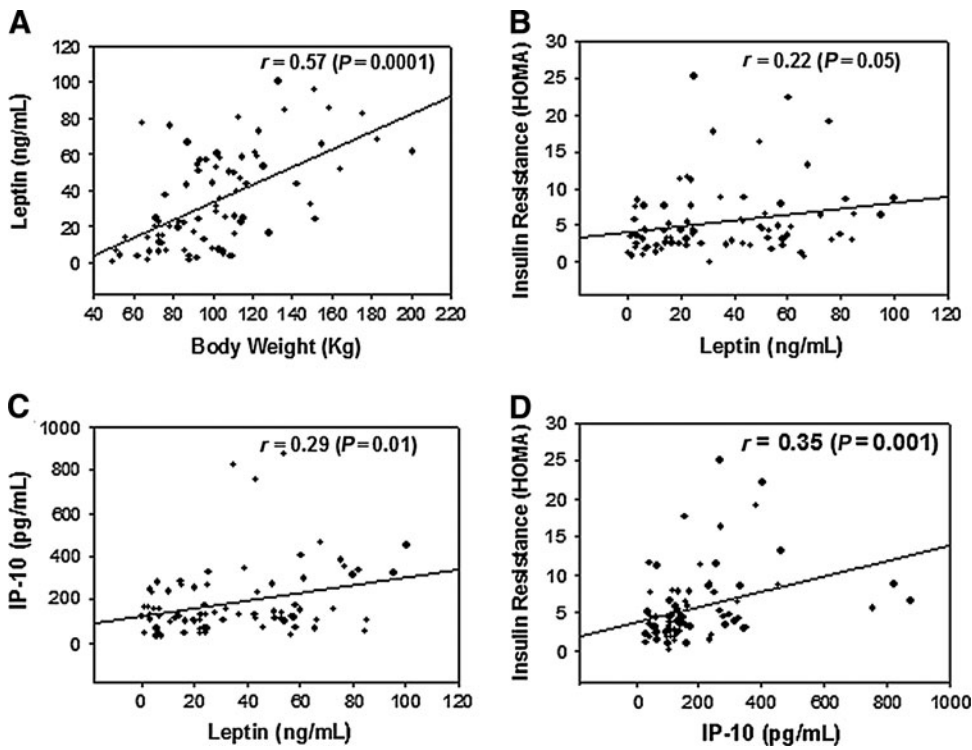 A
r = 0.57 (P = 0.0001)
Leptin (ng/mL)
120
100
80
60
40
20
0
40 60 80 100 120 140 160 180 200 220
Body Weight (Kg)
B
r = 0.22 (P = 0.05)
Insulin Resistance (HOMA)
30
25
20
15
10
5
0
0 20 40 60 80 100 120
Leptin (ng/mL)
C
r = 0.29 (P = 0.01)
IP-10 (pg/mL)
1000
800
600
400
200
0
0 20 40 60 80 100 120
Leptin (ng/mL)
D
r = 0.35 (P = 0.001)
Insulin Resistance (HOMA)
30
25
20
15
10
5
0
0 200 400 600 800 1000
IP-10 (pg/mL)